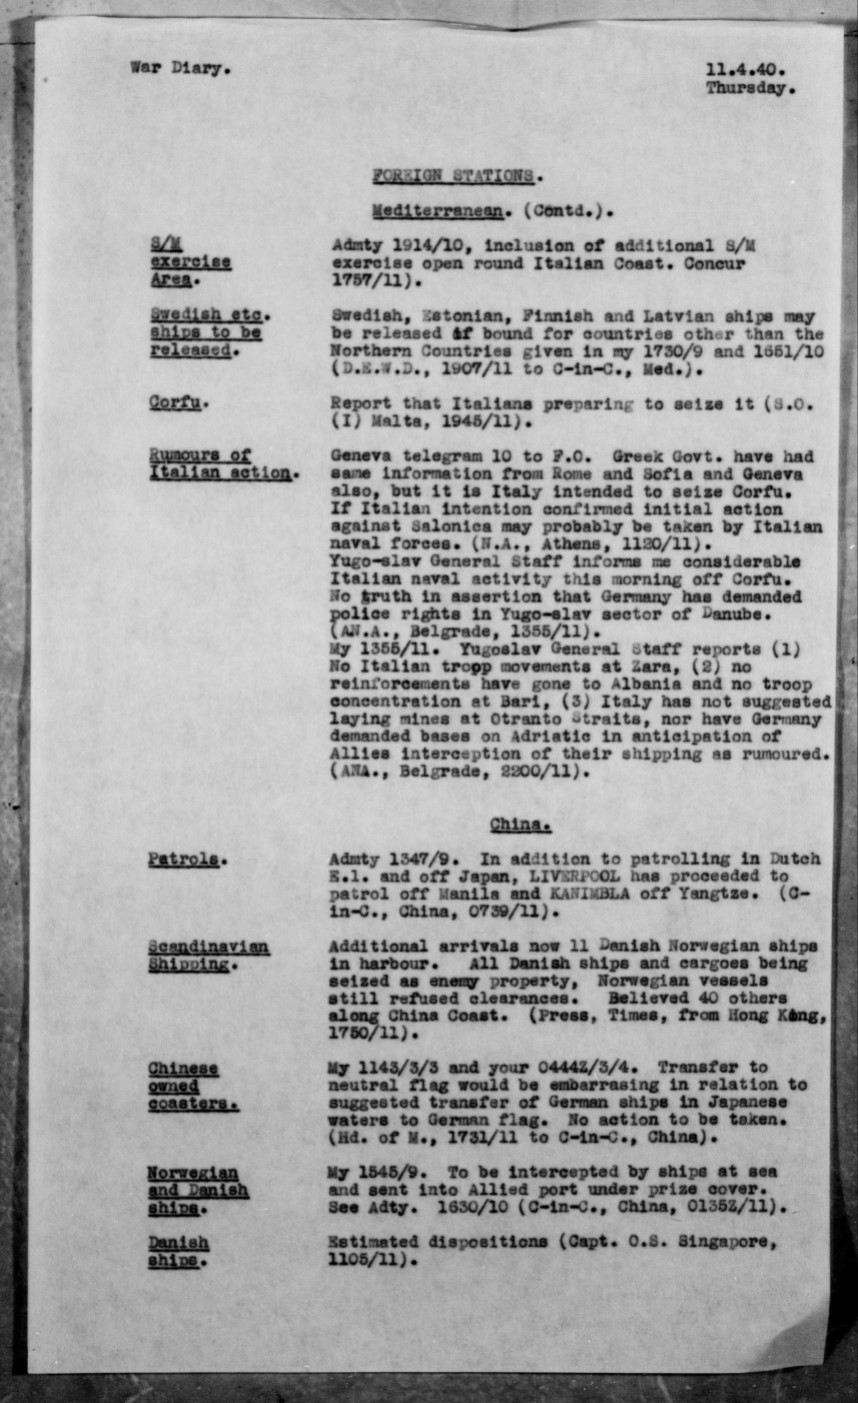 War Diary.
11.4.40.
Thursday.
FOREIGN STATIONS.
Mediterranean. (Contd.).
S/M
exercise
Area.
Admty 1914/10, inclusion of additional S/M
exercise open round Italian Coast. Concur
1757/11).
Swedish etc.
ships to be
released.
Swedish, Estonian, Finnish and Latvian ships may
be released if bound for countries other than the
Northern Countries given in my 1730/9 and 1651/10
(D.E.W.D., 1907/11 to C-in-C., Med.).
Corfu.
Report that Italians preparing to seize it (S.O.
(I) Malta, 1945/11).
Rumours of
Italian action.
Geneva telegram 10 to F.O. Greek Govt. have had
same information from Rome and Sofia and Geneva
also, but it is Italy intended to seize Corfu.
If Italian intention confirmed initial action
against Salonica may probably be taken by Italian
naval forces. (N.A., Athens, 1120/11).
Yugo-slav General Staff informs me considerable
Italian naval activity this morning off Corfu.
No truth in assertion that Germany has demanded
police rights in Yugo-slav sector of Danube.
(AN.A., Belgrade, 1355/11).
My 1355/11. Yugoslav General Staff reports (1)
No Italian troop movements at Zara, (2) no
reinforcements have gone to Albania and no troop
concentration at Bari, (3) Italy has not suggested
laying mines at Otranto Straits, nor have Germany
demanded bases on Adriatic in anticipation of
Allies interception of their shipping as rumoured.
(ANA., Belgrade, 2200/11).
China.
Patrols.
Admty 1347/9. In addition to patrolling in Dutch
E.I. and off Japan, LIVERPOOL has proceeded to
patrol off Manila and KANIMBLA off Yangtze. (C-
in-C., China, 0739/11).
Scandinavian
Shipping.
Additional arrivals now 11 Danish Norwegian ships
in harbour. All Danish ships and cargoes being
seized as enemy property, Norwegian vessels
still refused clearances. Believed 40 others
along China Coast. (Press, Times, from Hong Kong,
1750/11).
Chinese
owned
coasters.
My 1143/3/3 and your 0444Z/3/4. Transfer to
neutral flag would be embarrasing in relation to
suggested transfer of German ships in Japanese
waters to German flag. No action to be taken.
(Hd. of M., 1731/11 to C-in-C., China).
Norwegian
and Danish
ships.
My 1545/9. To be intercepted by ships at sea
and sent into Allied port under prize cover.
See Adty. 1630/10 (C-in-C., China, 0135Z/11).
Danish
ships.
Estimated dispositions (Capt. O.S. Singapore,
1105/11).